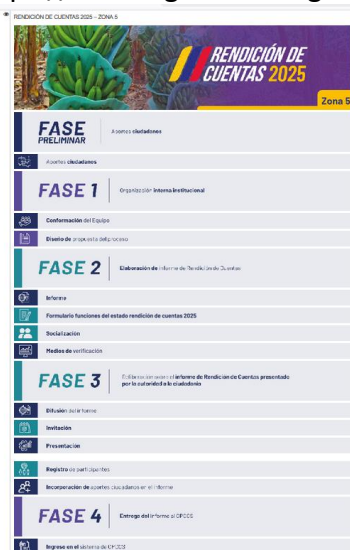 RENDICIÓN DE CUENTAS 2025 – ZONA 5
RENDICIÓN DE
CUENTAS 2025
Zona 5
FASE
PRELIMINAR
Aportes ciudadanos
Aportes ciudadanos
FASE 1
Organización interna institucional
Conformación del Equipo
Diseño de propuesta del proceso
FASE 2
Elaboración de informe de Rendición de Cuentas
Informe
Formulario funciones del estado rendición de cuentas 2025
Socialización
Medios de verificación
FASE 3
sobre el informe de Rendición de Cuentas presentado
por la autoridad a la ciudadanía
Difusión del informe
Invitación
Presentación
Registro de participantes
Incorporación de aportes ciudadanos en el informe
FASE 4
Entrega del informe al CPCCS
Ingreso en el sistema de CPCCS